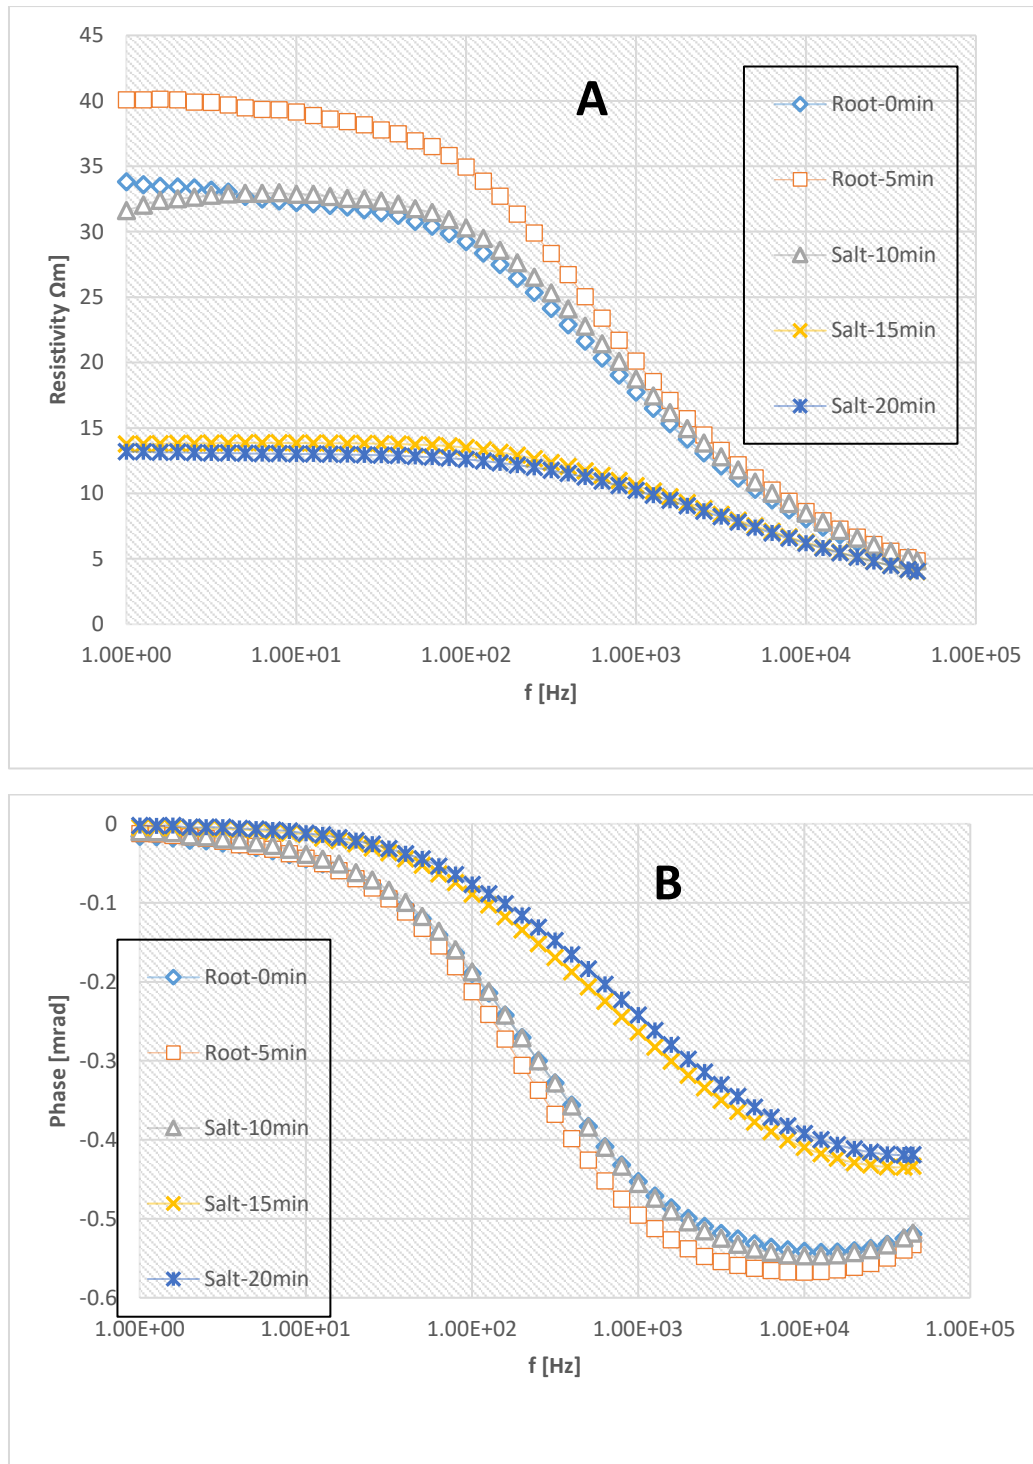 A
45
40
35
30
25
20
15
10
5
0
Resistivity Ωm
1.00E+00 1.00E+01 1.00E+02 1.00E+03 1.00E+04 1.00E+05
f [Hz]
Root-0min
Root-5min
Salt-10min
Salt-15min
Salt-20min
B
0
-0.1
-0.2
-0.3
-0.4
-0.5
-0.6
Phase [mrad]
1.00E+00 1.00E+01 1.00E+02 1.00E+03 1.00E+04 1.00E+05
f [Hz]
Root-0min
Root-5min
Salt-10min
Salt-15min
Salt-20min